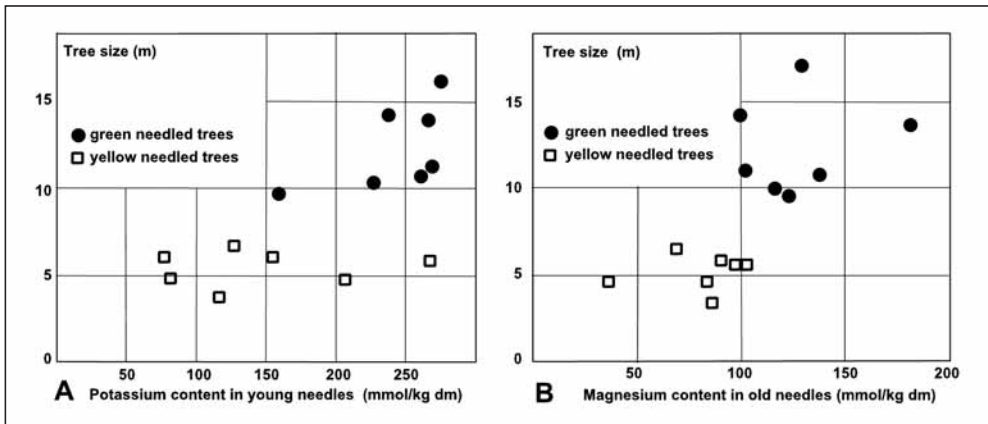 Tree size (m)
15
green needled trees
yellow needled trees
10
5
0
50 100 150 200 250
A Potassium content in young needles (mmol/kg dm)
Tree size (m)
15
green needled trees
yellow needled trees
10
5
0
50 100 150 200
B Magnesium content in old needles (mmol/kg dm)